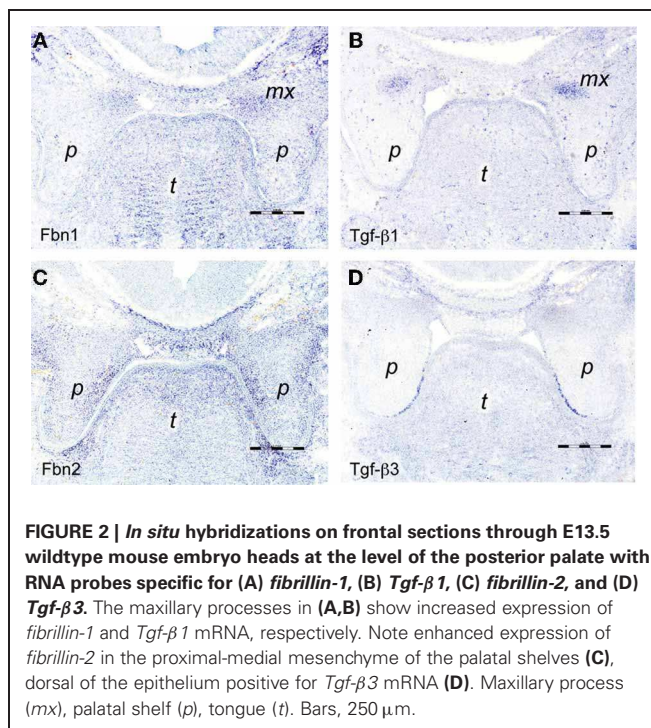 A
B
mx
mx
p
p
p
p
t
t
Fbn1
Tgf-β1
C
D
p
p
p
p
t
t
Fbn2
Tgf-β3
FIGURE 2 | In situ hybridizations on frontal sections through E13.5
wildtype mouse embryo heads at the level of the posterior palate with
RNA probes specific for (A) fibrillin-1, (B) Tgf-β1, (C) fibrillin-2, and (D)
Tgf-β3. The maxillary processes in (A,B) show increased expression of
fibrillin-1 and Tgf-β1 mRNA, respectively. Note enhanced expression of
fibrillin-2 in the proximal-medial mesenchyme of the palatal shelves (C),
dorsal of the epithelium positive for Tgf-β3 mRNA (D). Maxillary process
(mx), palatal shelf (p), tongue (t). Bars, 250 μm.